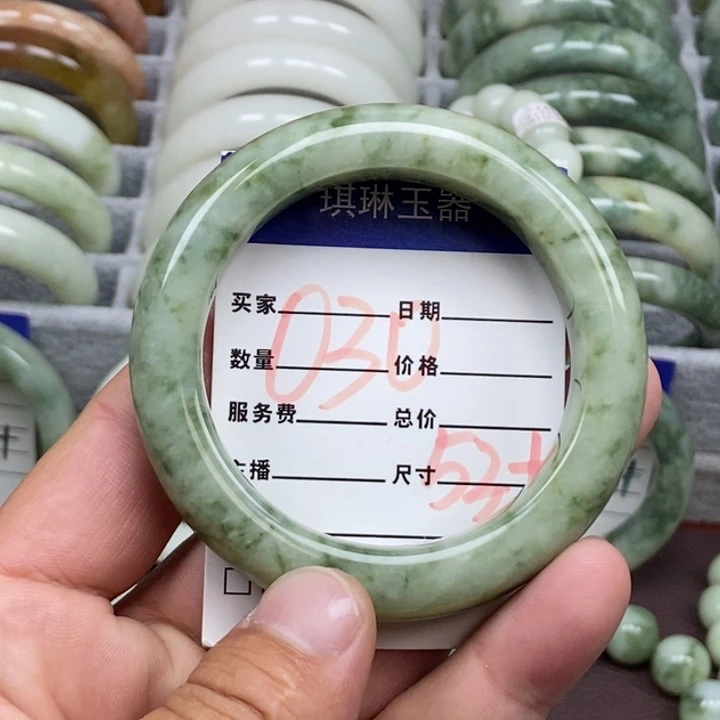 琪琳玉器
买家 日期
030
数量 价格
服务费 总价
主播 尺寸
53+